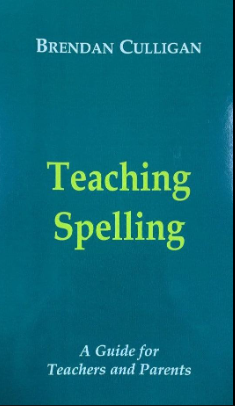 BRENDAN CULLIGAN
Teaching
Spelling
A Guide for
Teachers and Parents